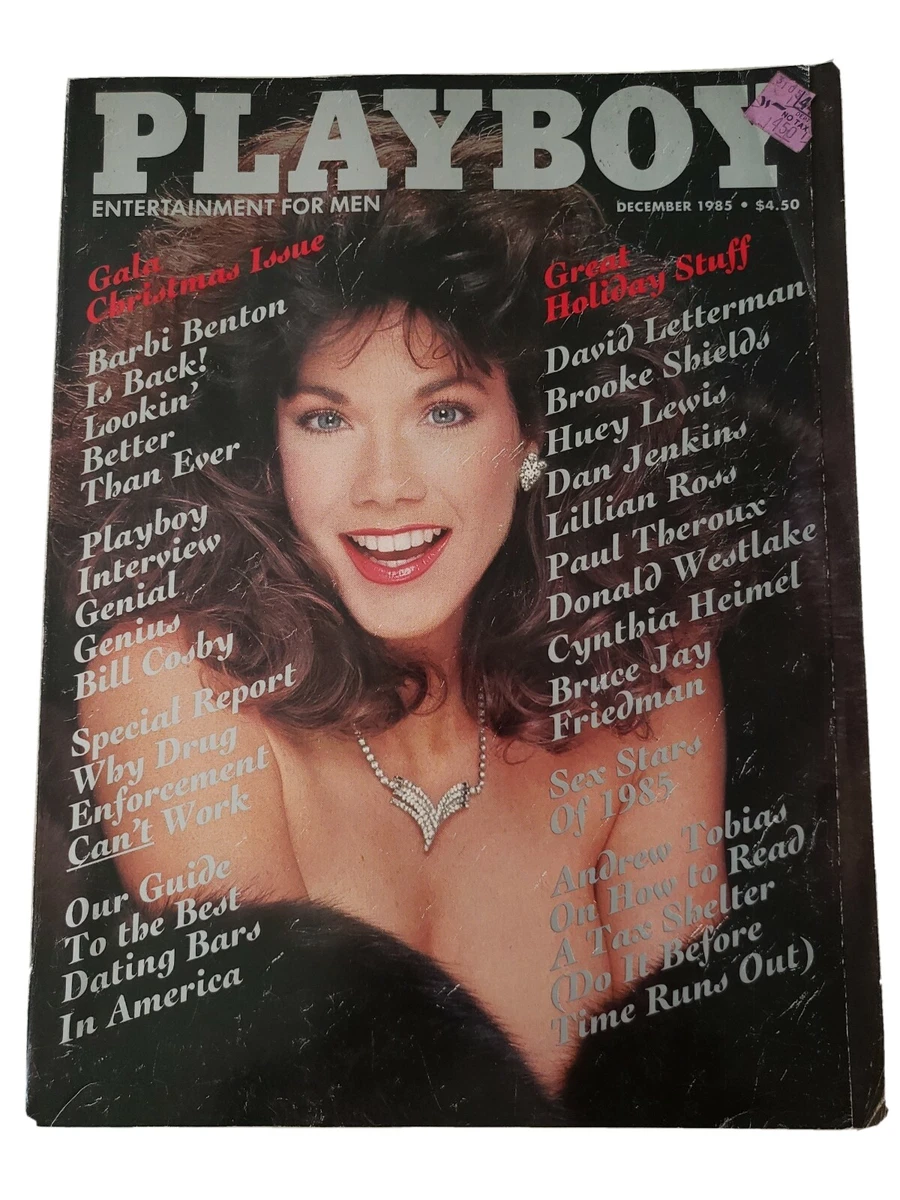 PLAYBOY
ENTERTAINMENT FOR MEN
DECEMBER 1985 • $4.50
NO TAX
Gala
Christmas Issue
Barbi Benton
Is Back!
Lookin'
Better
Than Ever
Playboy
Interview
Genial
Genius
Bill Cosby
Special Report
Why Drug
Enforcement
Can't Work
Our Guide
To the Best
Dating Bars
In America
Great
Holiday Stuff
David Letterman
Brooke Shields
Huey Lewis
Dan Jenkins
Lillian Ross
Paul Theroux
Donald Westlake
Cynthia Heimel
Bruce Jay
Friedman
Sex Stars
Of 1985
Andrew Tobias
On How to Read
A Tax Shelter
(Do It Before
Time Runs Out)